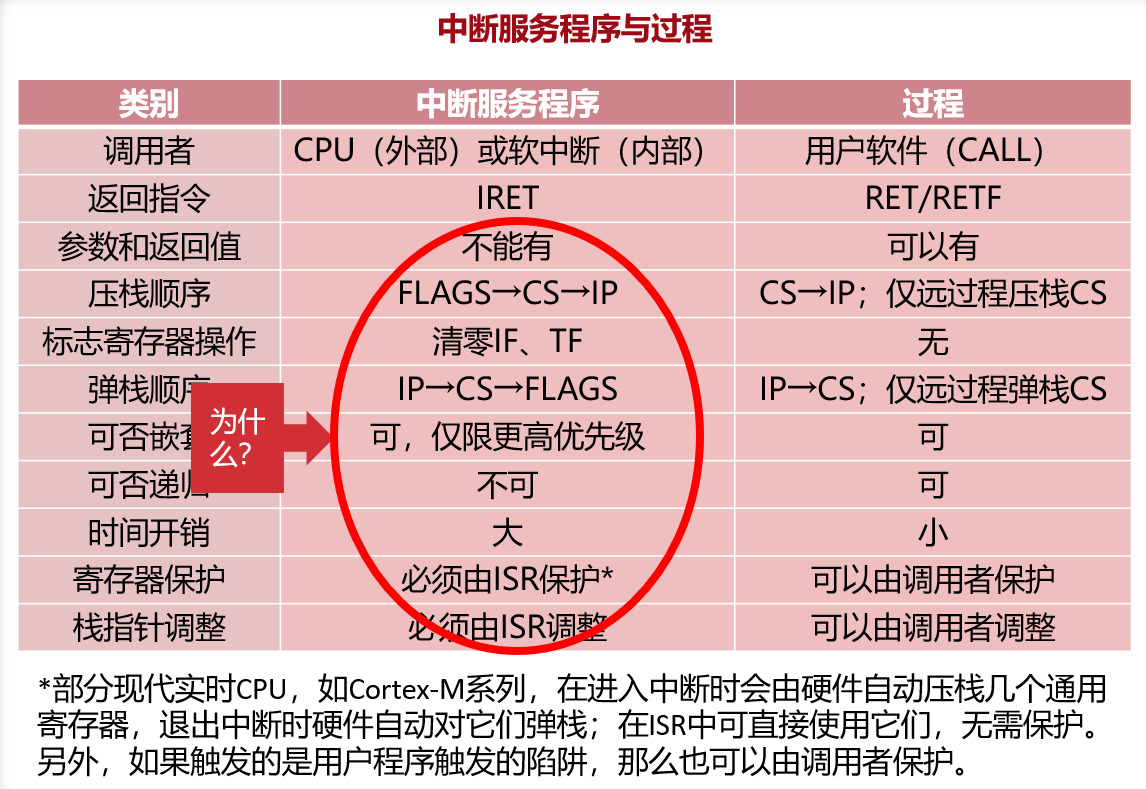 中断服务程序与过程
类别 中断服务程序 过程
调用者 CPU（外部）或软中断（内部） 用户软件（CALL）
返回指令 IRET RET/RETF
参数和返回值 不能有 可以有
压栈顺序 FLAGS→CS→IP CS→IP；仅远过程压栈CS
标志寄存器操作 清零IF、TF 无
弹栈顺序 IP→CS→FLAGS IP→CS；仅远过程弹栈CS
为什
么？
可否嵌套 可，仅限更高优先级 可
可否递归 不可 可
时间开销 大 小
寄存器保护 必须由ISR保护* 可以由调用者保护
栈指针调整 必须由ISR调整 可以由调用者调整
*部分现代实时CPU，如Cortex-M系列，在进入中断时会由硬件自动压栈几个通用
寄存器，退出中断时硬件自动对它们弹栈；在ISR中可直接使用它们，无需保护。
另外，如果触发的是用户程序触发的陷阱，那么也可以由调用者保护。